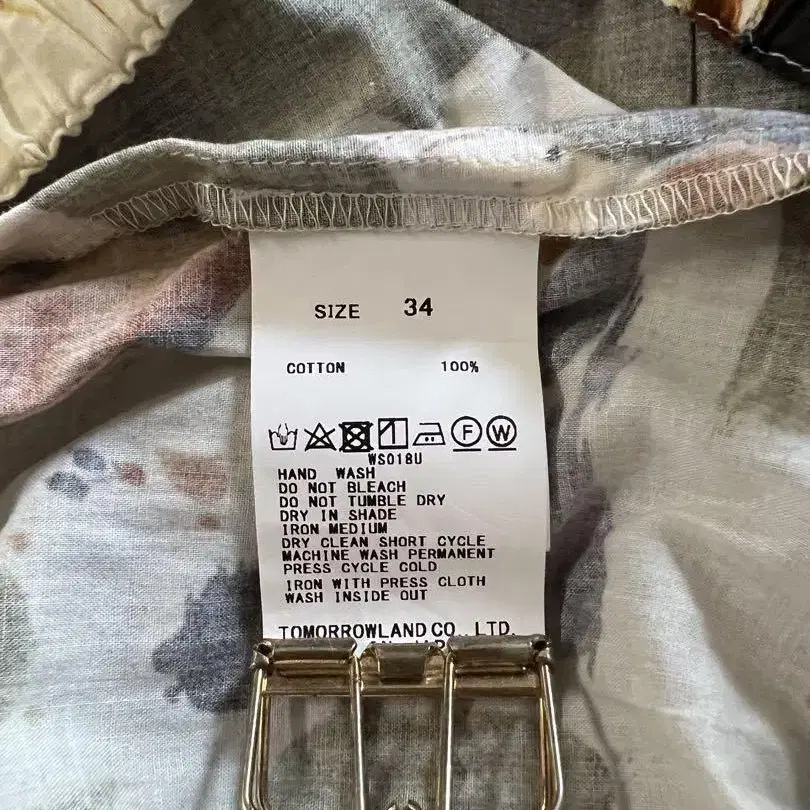 SIZE 34
COTTON 100%
F W
WS018U
HAND WASH
DO NOT BLEACH
DO NOT TUMBLE DRY
DRY IN SHADE
IRON MEDIUM
DRY CLEAN SHORT CYCLE
MACHINE WASH PERMANENT
PRESS CYCLE COLD
IRON WITH PRESS CLOTH
WASH INSIDE OUT
TOMORROWLAND CO., LTD.